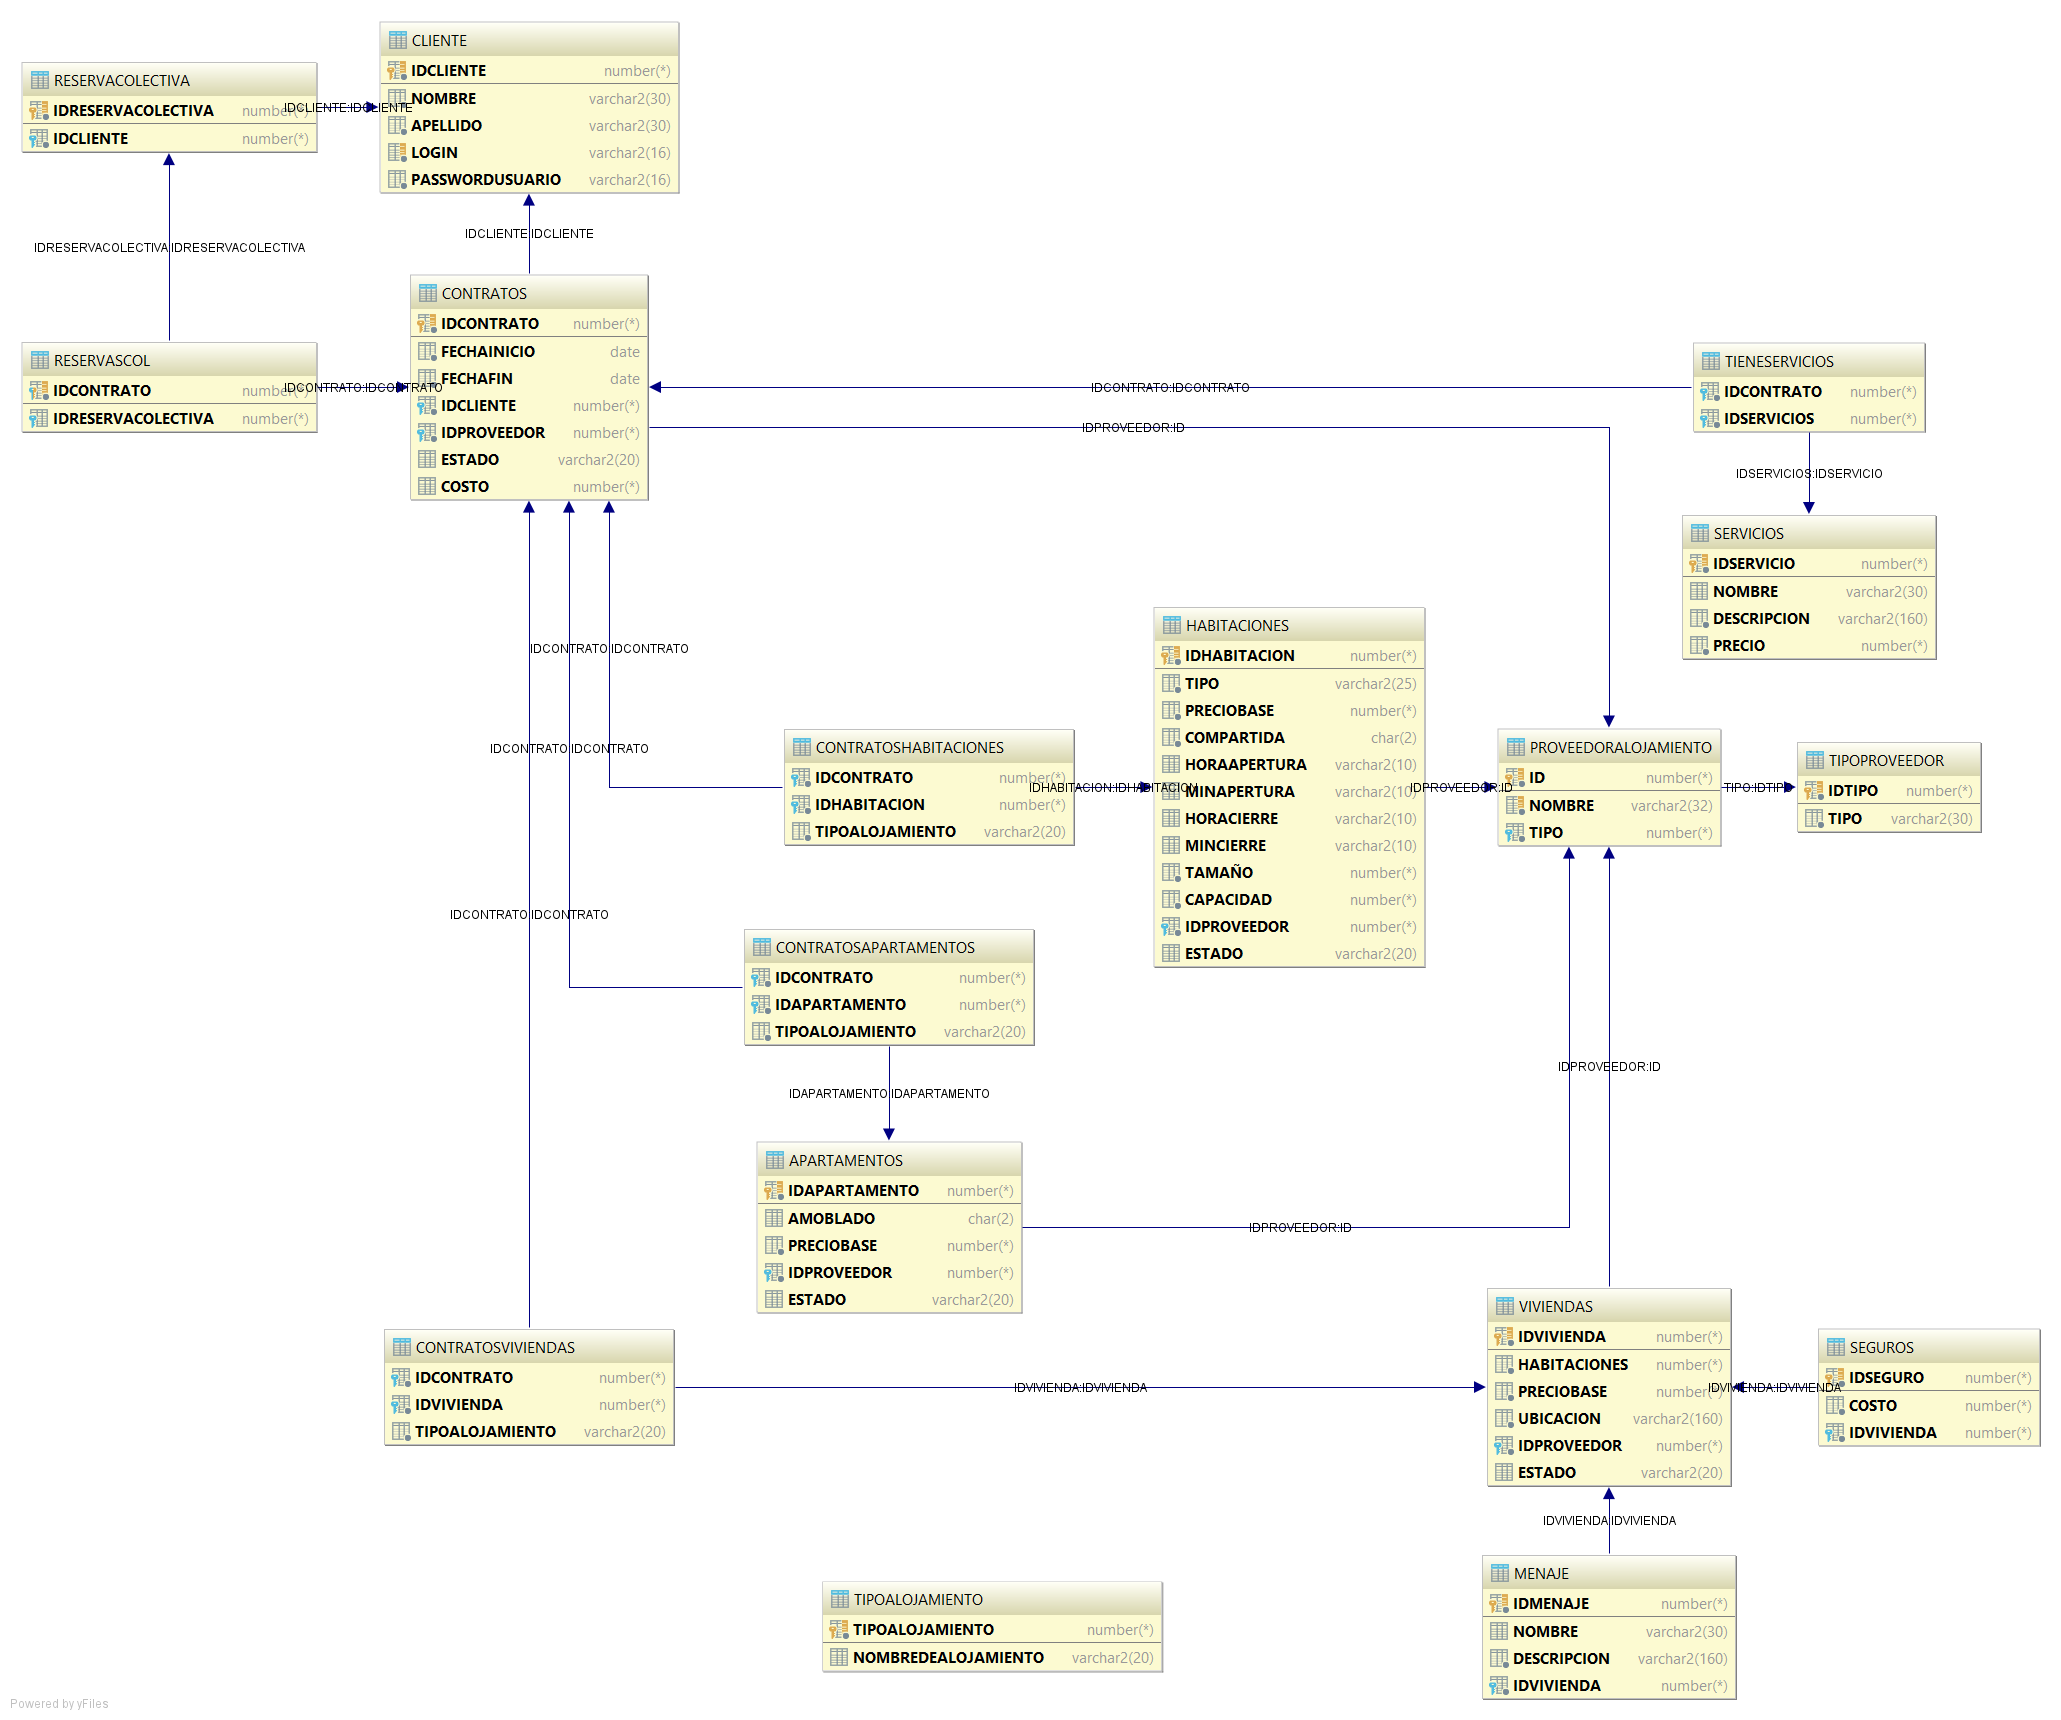 CLIENTE
IDCLIENTE number(*)
NOMBRE varchar2(30)
APELLIDO varchar2(30)
LOGIN varchar2(16)
PASSWORDUSUARIO varchar2(16)
RESERVACOLECTIVA
IDRESERVACOLECTIVA number(*)
IDCLIENTE number(*)
IDCLIENTE:IDCLIENTE
IDCLIENTE:IDCLIENTE
IDRESERVACOLECTIVA:IDRESERVACOLECTIVA
CONTRATOS
IDCONTRATO number(*)
FECHAINICIO date
FECHAFIN date
IDCLIENTE number(*)
IDPROVEEDOR number(*)
ESTADO varchar2(20)
COSTO number(*)
RESERVASCOL
IDCONTRATO number(*)
IDRESERVACOLECTIVA number(*)
IDCONTRATO:IDCONTRATO
IDCONTRATO:IDCONTRATO
IDPROVEEDOR:ID
TIENESERVICIOS
IDCONTRATO number(*)
IDSERVICIOS number(*)
IDSERVICIOS:IDSERVICIO
SERVICIOS
IDSERVICIO number(*)
NOMBRE varchar2(30)
DESCRIPCION varchar2(160)
PRECIO number(*)
IDCONTRATO:IDCONTRATO
IDCONTRATO:IDCONTRATO
IDCONTRATO:IDCONTRATO
HABITACIONES
IDHABITACION number(*)
TIPO varchar2(25)
PRECIOBASE number(*)
COMPARTIDA char(2)
HORAAPERTURA varchar2(10)
MINAPERTURA varchar2(10)
HORACIERRE varchar2(10)
MINCIERRE varchar2(10)
TAMAÑO number(*)
CAPACIDAD number(*)
IDPROVEEDOR number(*)
ESTADO varchar2(20)
CONTRATOSHABITACIONES
IDCONTRATO number(*)
IDHABITACION number(*)
TIPOALOJAMIENTO varchar2(20)
IDHABITACION:IDHABITACION
IDPROVEEDOR:ID
PROVEEDORALOJAMIENTO
ID number(*)
NOMBRE varchar2(32)
TIPO number(*)
TIPO:IDTIPO
TIPOPROVEEDOR
IDTIPO number(*)
TIPO varchar2(30)
CONTRATOSAPARTAMENTOS
IDCONTRATO number(*)
IDAPARTAMENTO number(*)
TIPOALOJAMIENTO varchar2(20)
IDAPARTAMENTO:IDAPARTAMENTO
IDPROVEEDOR:ID
APARTAMENTOS
IDAPARTAMENTO number(*)
AMOBLADO char(2)
PRECIOBASE number(*)
IDPROVEEDOR number(*)
ESTADO varchar2(20)
IDPROVEEDOR:ID
CONTRATOSVIVIENDAS
IDCONTRATO number(*)
IDVIVIENDA number(*)
TIPOALOJAMIENTO varchar2(20)
IDVIVIENDA:IDVIVIENDA
VIVIENDAS
IDVIVIENDA number(*)
HABITACIONES number(*)
PRECIOBASE number(*)
UBICACION varchar2(160)
IDPROVEEDOR number(*)
ESTADO varchar2(20)
IDVIVIENDA:IDVIVIENDA
SEGUROS
IDSEGURO number(*)
COSTO number(*)
IDVIVIENDA number(*)
IDVIVIENDA:IDVIVIENDA
MENAJE
IDMENAJE number(*)
NOMBRE varchar2(30)
DESCRIPCION varchar2(160)
IDVIVIENDA number(*)
TIPOALOJAMIENTO
TIPOALOJAMIENTO number(*)
NOMBREDEALOJAMIENTO varchar2(20)
Powered by yFiles